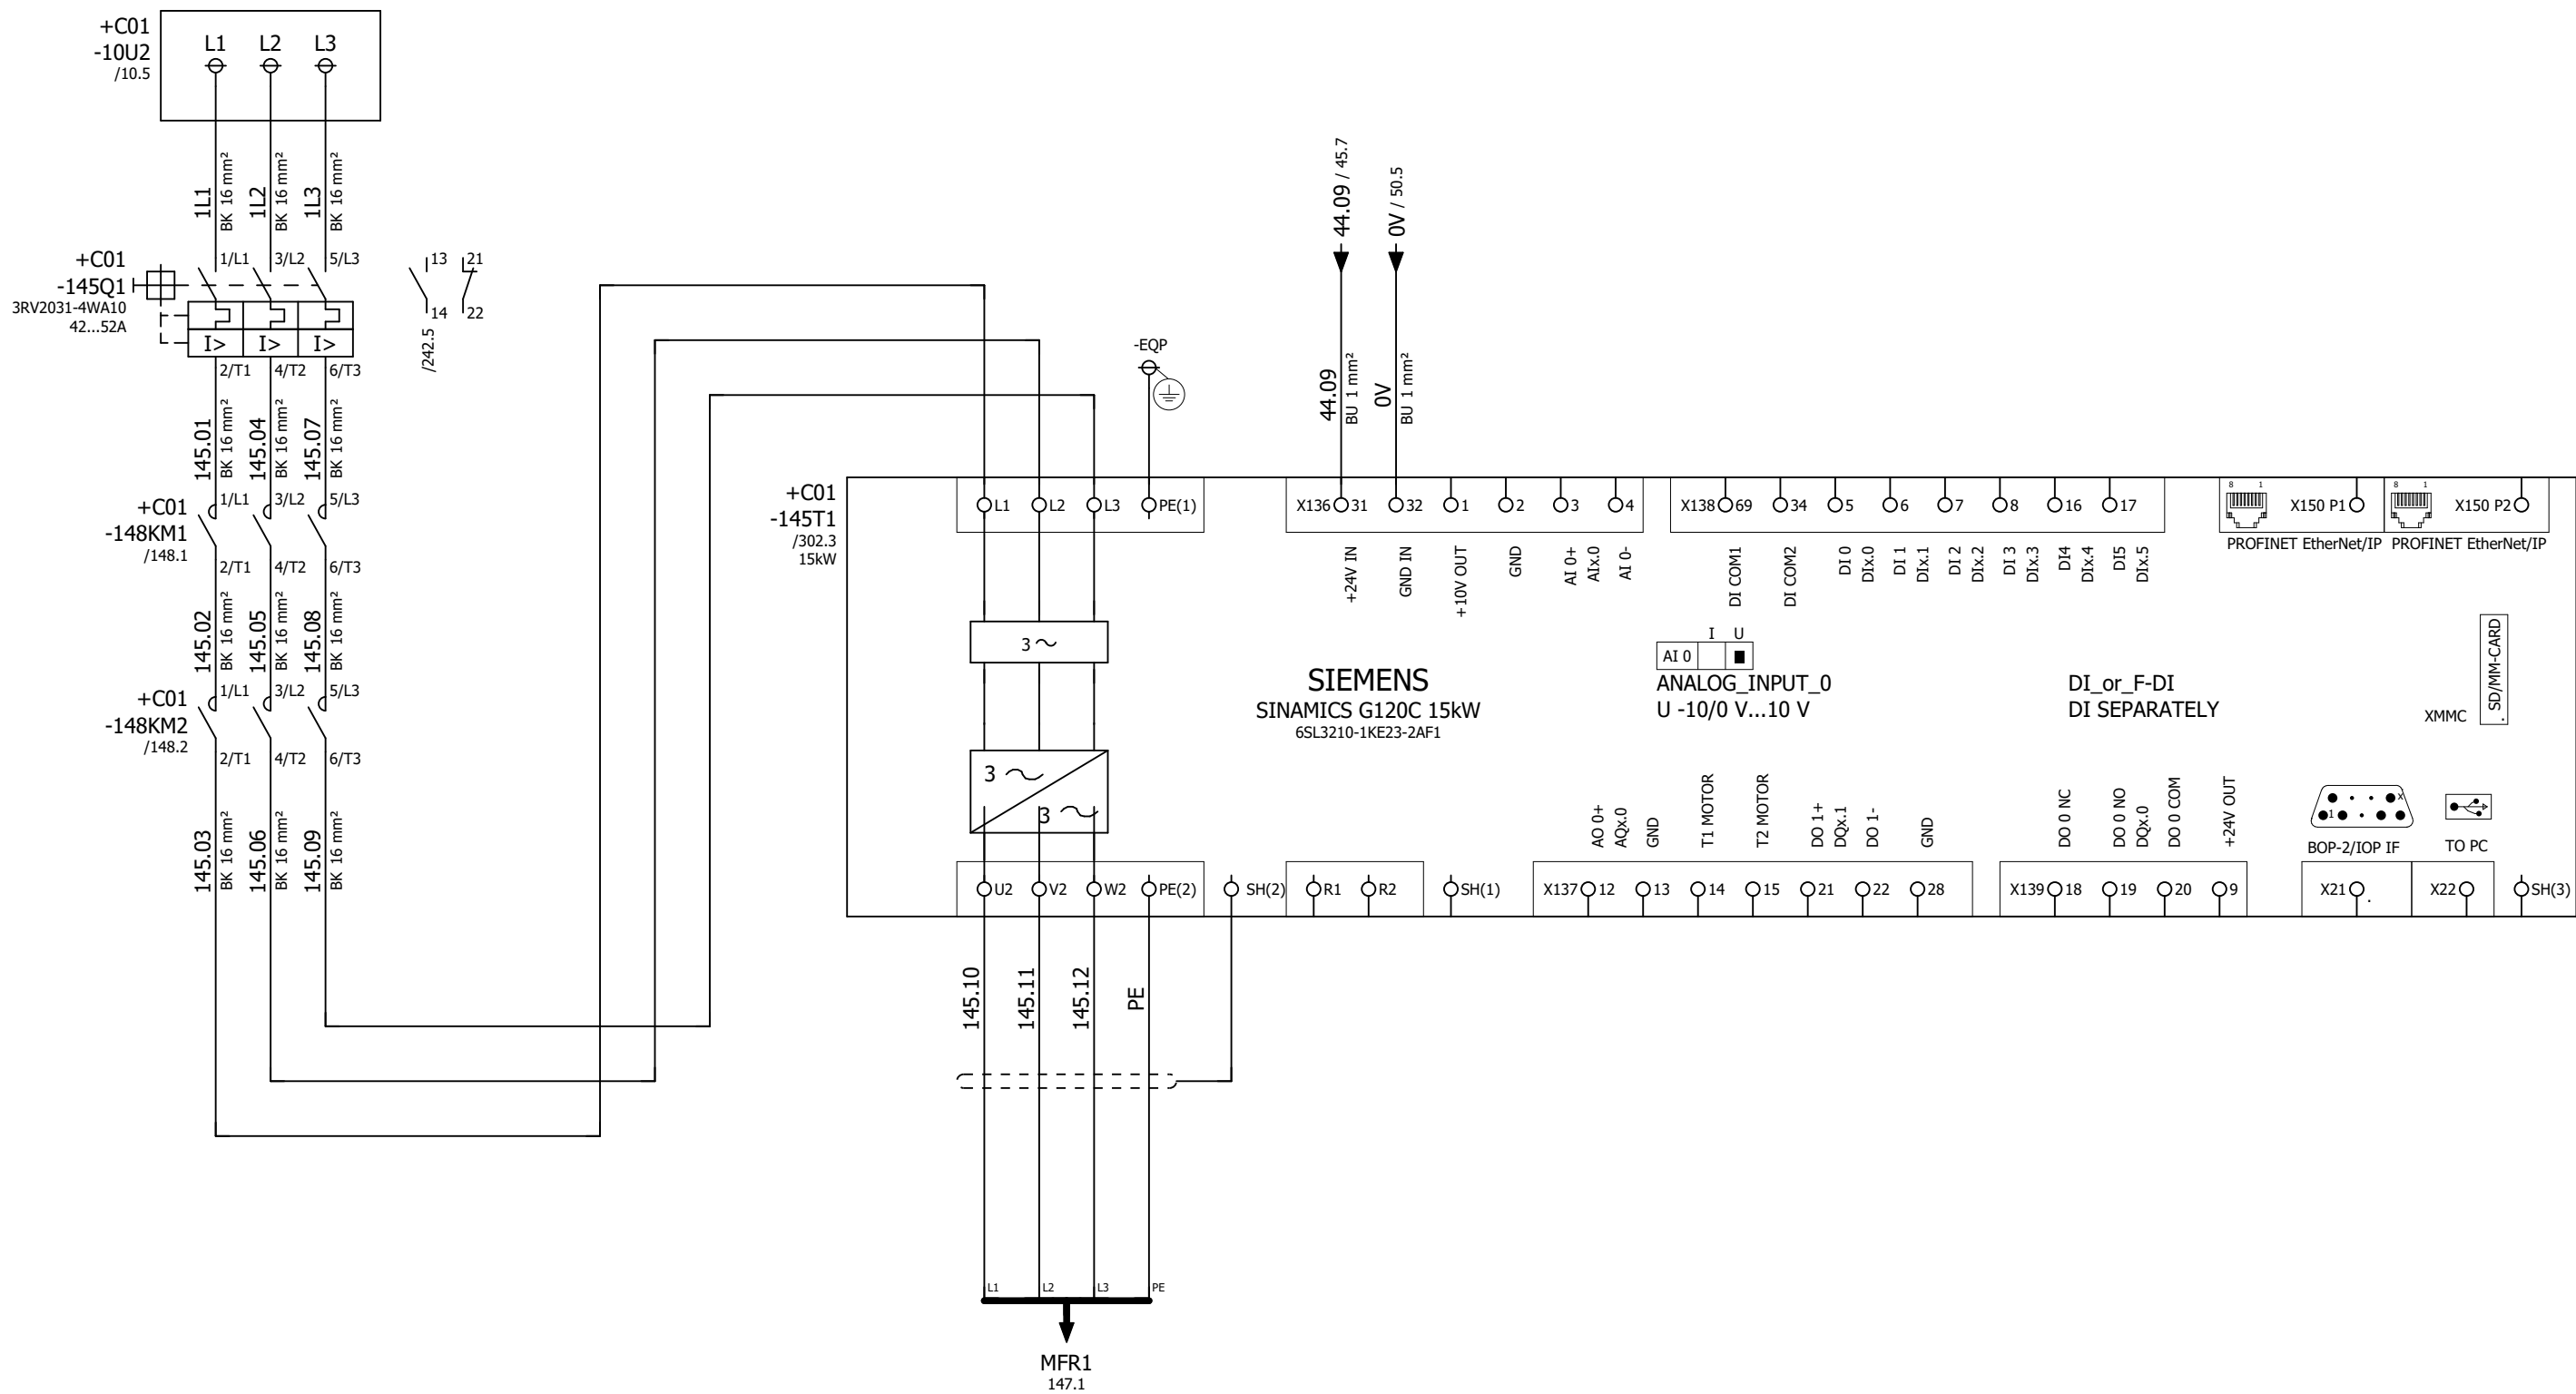 +C01
-10U2
/10.5
L1 L2 L3
1L1 BK 16 mm²
1L2 BK 16 mm²
1L3 BK 16 mm²
+C01
-145Q1
3RV2031-4WA10
42...52A
1/L1 3/L2 5/L3
13 21
14 22
/242.5
I> I> I>
2/T1 4/T2 6/T3
145.01 BK 16 mm²
145.04 BK 16 mm²
145.07 BK 16 mm²
+C01
-148KM1
/148.1
1/L1 3/L2 5/L3
2/T1 4/T2 6/T3
145.02 BK 16 mm²
145.05 BK 16 mm²
145.08 BK 16 mm²
+C01
-148KM2
/148.2
1/L1 3/L2 5/L3
2/T1 4/T2 6/T3
145.03 BK 16 mm²
145.06 BK 16 mm²
145.09 BK 16 mm²
-EQP
44.09 / 45.7
0V / 50.5
44.09 BU 1 mm²
0V BU 1 mm²
+C01
-145T1
/302.3
15kW
L1 L2 L3 PE(1)
X136 31 32 1 2 3 4
X138 69 34 5 6 7 8 16 17
8 1
X150 P1
8 1
X150 P2
PROFINET EtherNet/IP PROFINET EtherNet/IP
+24V IN
GND IN
+10V OUT
GND
AI 0+
AIx.0
AI 0-
DI COM1
DI COM2
DI 0
DIx.0
DI 1
DIx.1
DI 2
DIx.2
DI 3
DIx.3
DI4
DIx.4
DI5
DIx.5
3
3
3
SIEMENS
SINAMICS G120C 15kW
6SL3210-1KE23-2AF1
I U
AI 0
ANALOG_INPUT_0
U -10/0 V...10 V
DI_or_F-DI
DI SEPARATELY
XMMC
SD/MM-CARD
AO 0+
AQx.0
GND
T1 MOTOR
T2 MOTOR
DO 1+
DQx.1
DO 1-
GND
DO 0 NC
DO 0 NO
DQx.0
DO 0 COM
+24V OUT
x
1
BOP-2/IOP IF
TO PC
U2 V2 W2 PE(2) SH(2) R1 R2 SH(1)
X137 12 13 14 15 21 22 28
X139 18 19 20 9
X21 .
X22
SH(3)
145.10
145.11
145.12
PE
L1 L2 L3 PE
MFR1
147.1